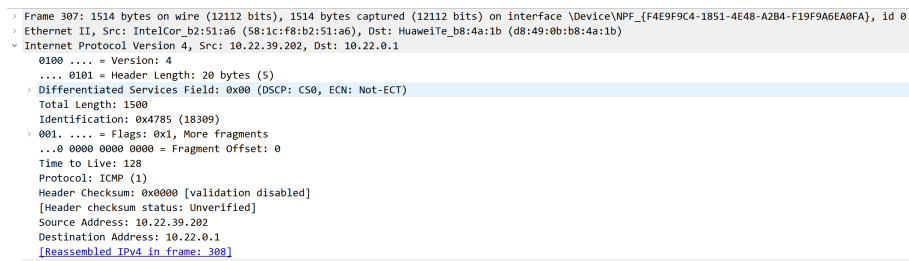 Frame 307: 1514 bytes on wire (12112 bits), 1514 bytes captured (12112 bits) on interface \Device\NPF_{F4E9F9C4-1851-4E48-A2B4-F19F9A6EA0FA}, id 0
Ethernet II, Src: IntelCor_b2:51:a6 (58:1c:f8:b2:51:a6), Dst: HuaweiTe_b8:4a:1b (d8:49:0b:b8:4a:1b)
Internet Protocol Version 4, Src: 10.22.39.202, Dst: 10.22.0.1
0100 .... = Version: 4
.... 0101 = Header Length: 20 bytes (5)
Differentiated Services Field: 0x00 (DSCP: CS0, ECN: Not-ECT)
Total Length: 1500
Identification: 0x4785 (18309)
001. .... = Flags: 0x1, More fragments
...0 0000 0000 0000 = Fragment Offset: 0
Time to Live: 128
Protocol: ICMP (1)
Header Checksum: 0x0000 [validation disabled]
[Header checksum status: Unverified]
Source Address: 10.22.39.202
Destination Address: 10.22.0.1
[Reassembled IPv4 in frame: 308]